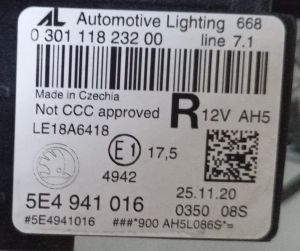 AL Automotive Lighting 668
0 301 118 232 00 line 7.1
Made in Czechia
Not CCC approved R 12V AH5
LE18A6418
E1 17,5
4942
5E4 941 016 25.11.20
0350 08S
#5E4941016 ###*900 AH5L086S*=